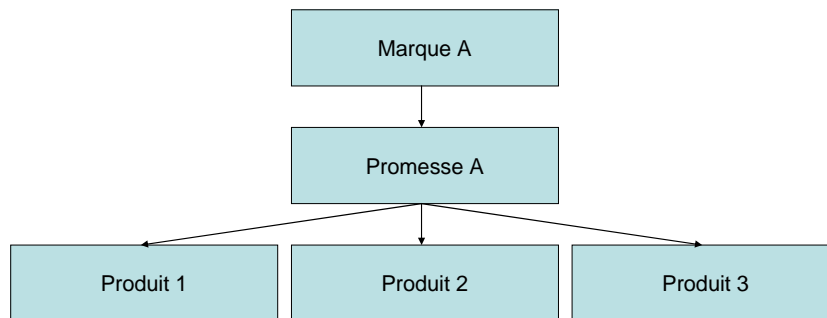 Marque A
Promesse A
Produit 1
Produit 2
Produit 3